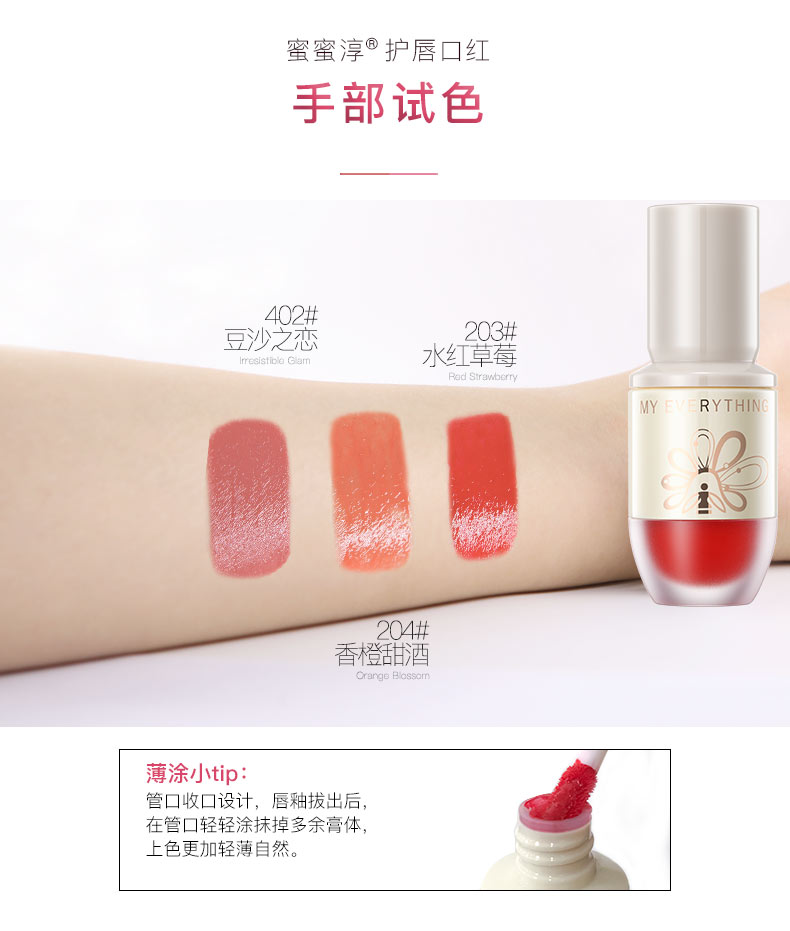 蜜蜜淳® 护唇口红
手部试色
402#
豆沙之恋
Irresistible Glam
203#
水红草莓
Red Strawberry
MY EVERYTHING
204#
香橙甜酒
Orange Blossom
薄涂小tip：
管口收口设计，唇釉拔出后，
在管口轻轻涂抹掉多余膏体，
上色更加轻薄自然。